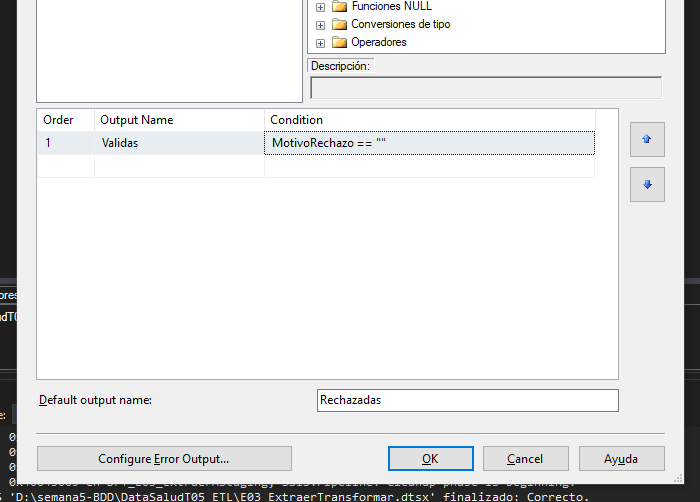 Funciones NULL
Conversiones de tipo
Operadores
Descripción:
Order Output Name Condition
1 Validas MotivoRechazo == ""
Default output name: Rechazadas
Configure Error Output... OK Cancel Ayuda
'D:\semana5-BDD\DataSaludT05_ETL\E03_ExtraerTransformar.dtsx' finalizado: Correcto.